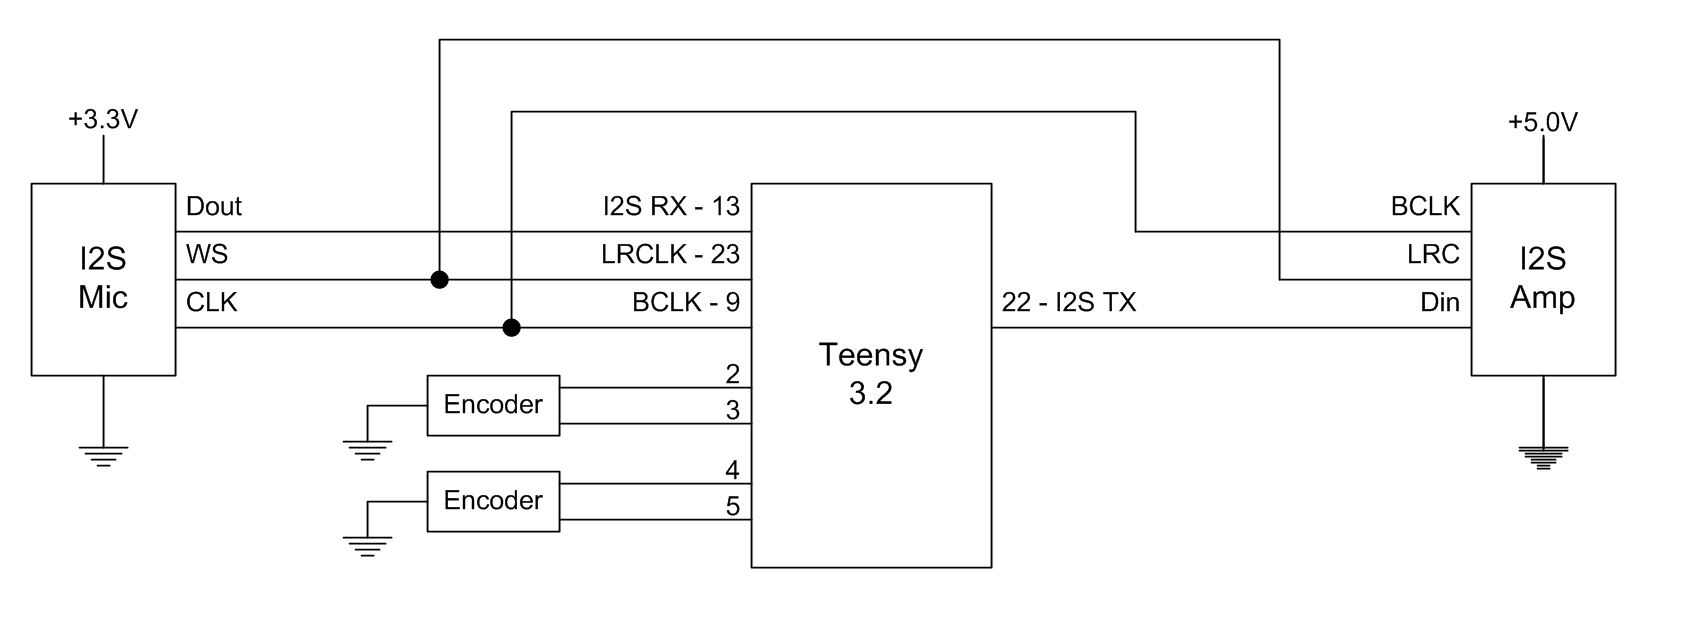 +3.3V
+5.0V
Dout
I2S RX - 13
BCLK
WS
LRCLK - 23
LRC
I2S
Mic
I2S
Amp
CLK
BCLK - 9
22 - I2S TX
Din
Teensy
3.2
2
Encoder
3
4
Encoder
5